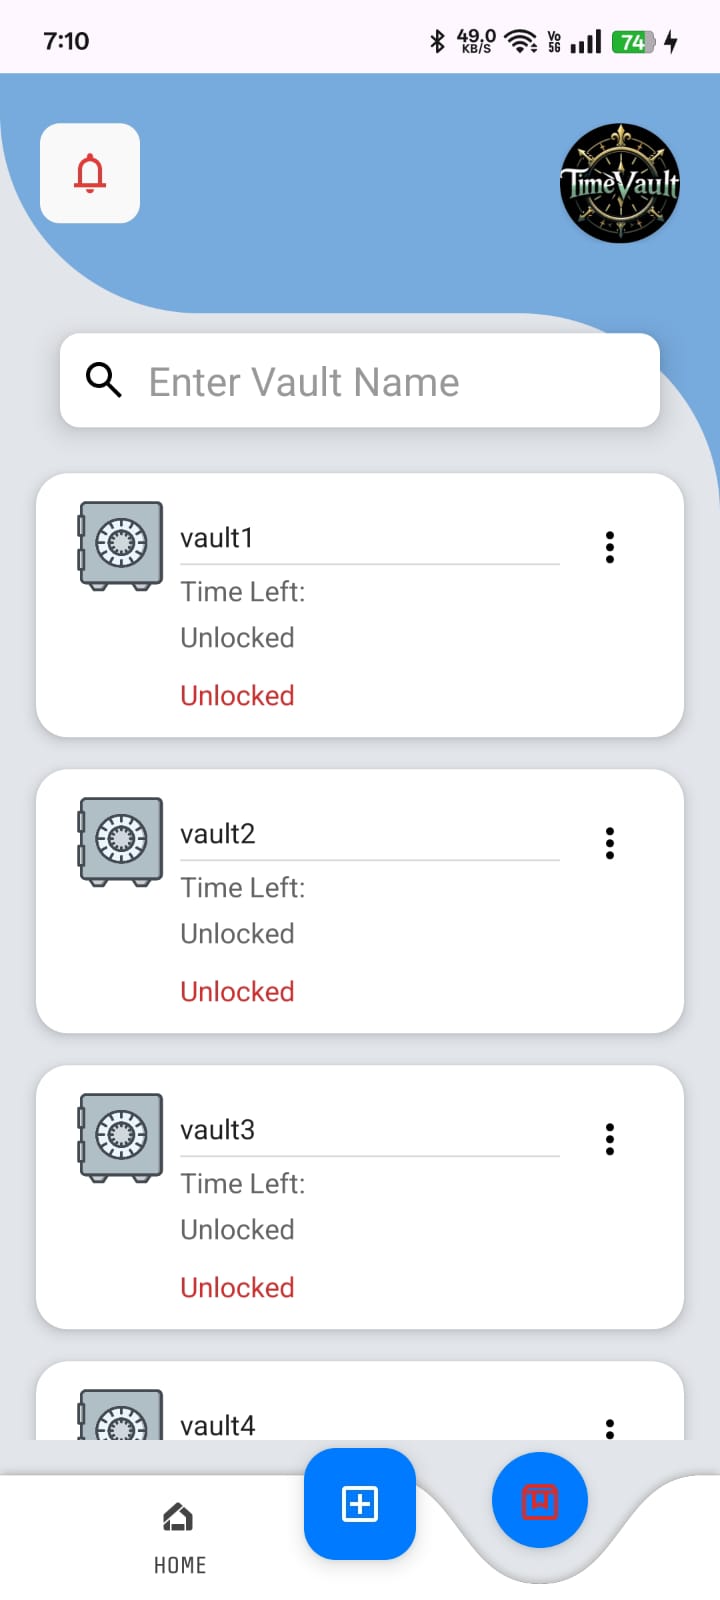 7:10
49.0 KB/S
Vo 5G
74
TimeVault
Enter Vault Name
vault1
Time Left:
Unlocked
Unlocked
vault2
Time Left:
Unlocked
Unlocked
vault3
Time Left:
Unlocked
Unlocked
vault4
HOME